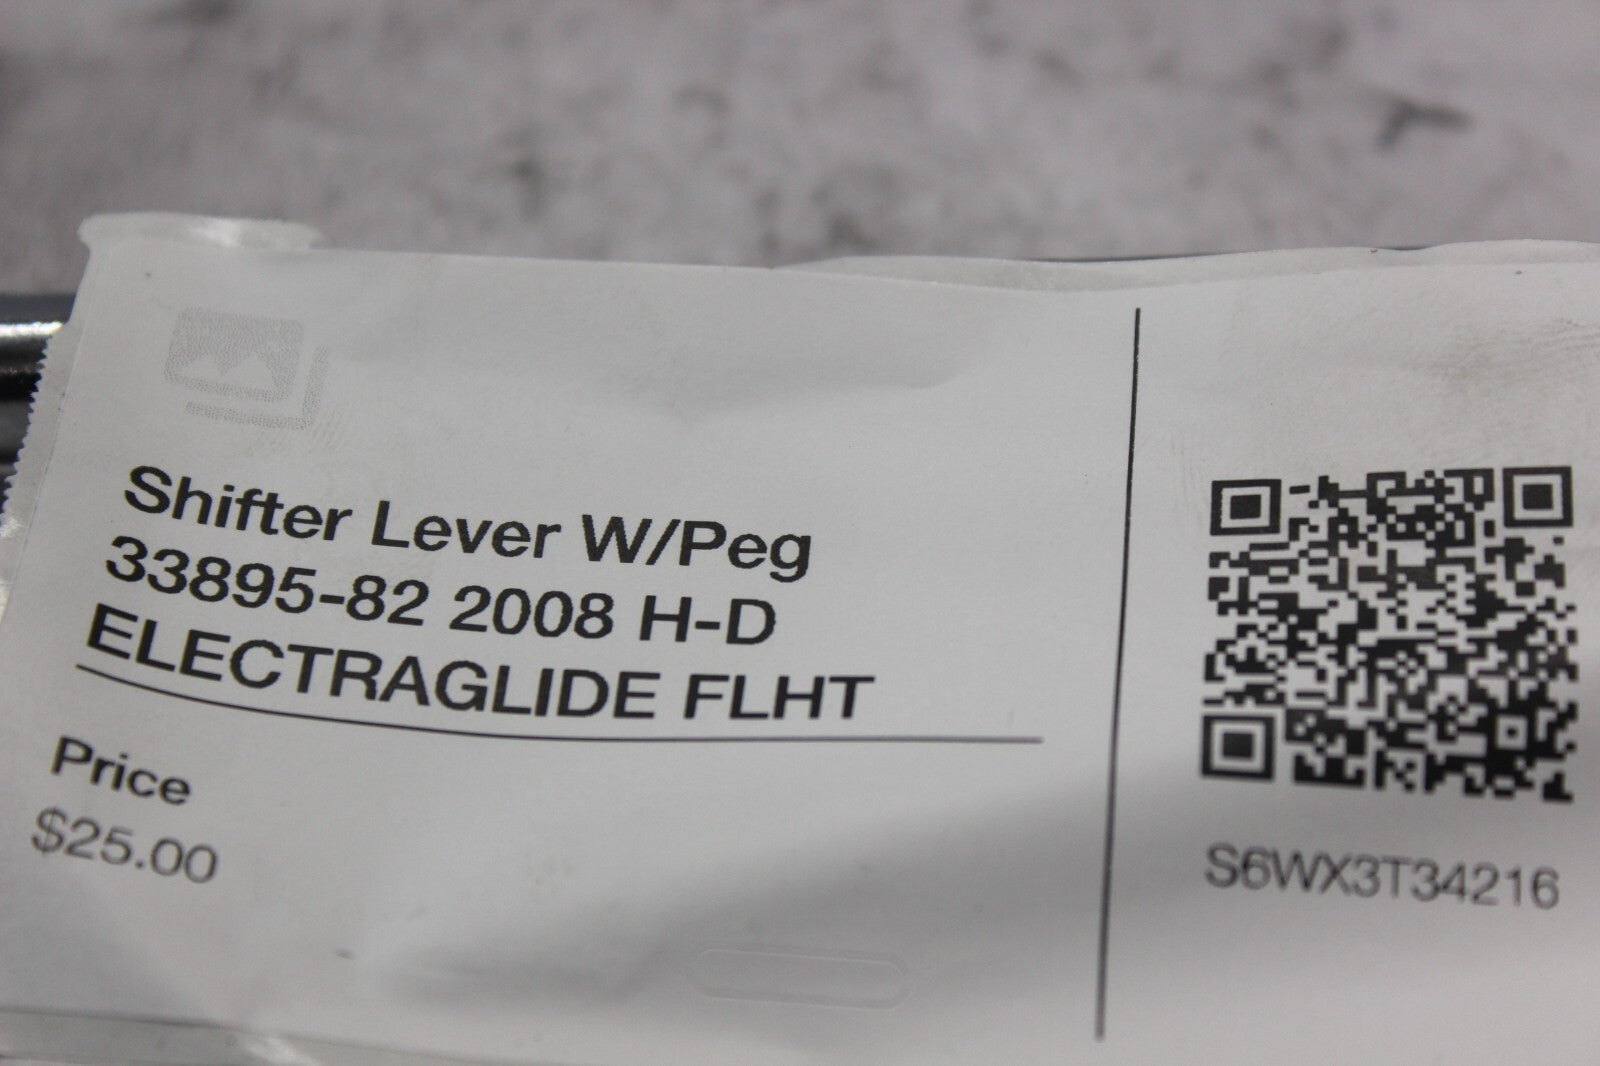 Shifter Lever W/Peg
33895-82 2008 H-D
ELECTRAGLIDE FLHT
Price
$25.00
S6WX3T34216